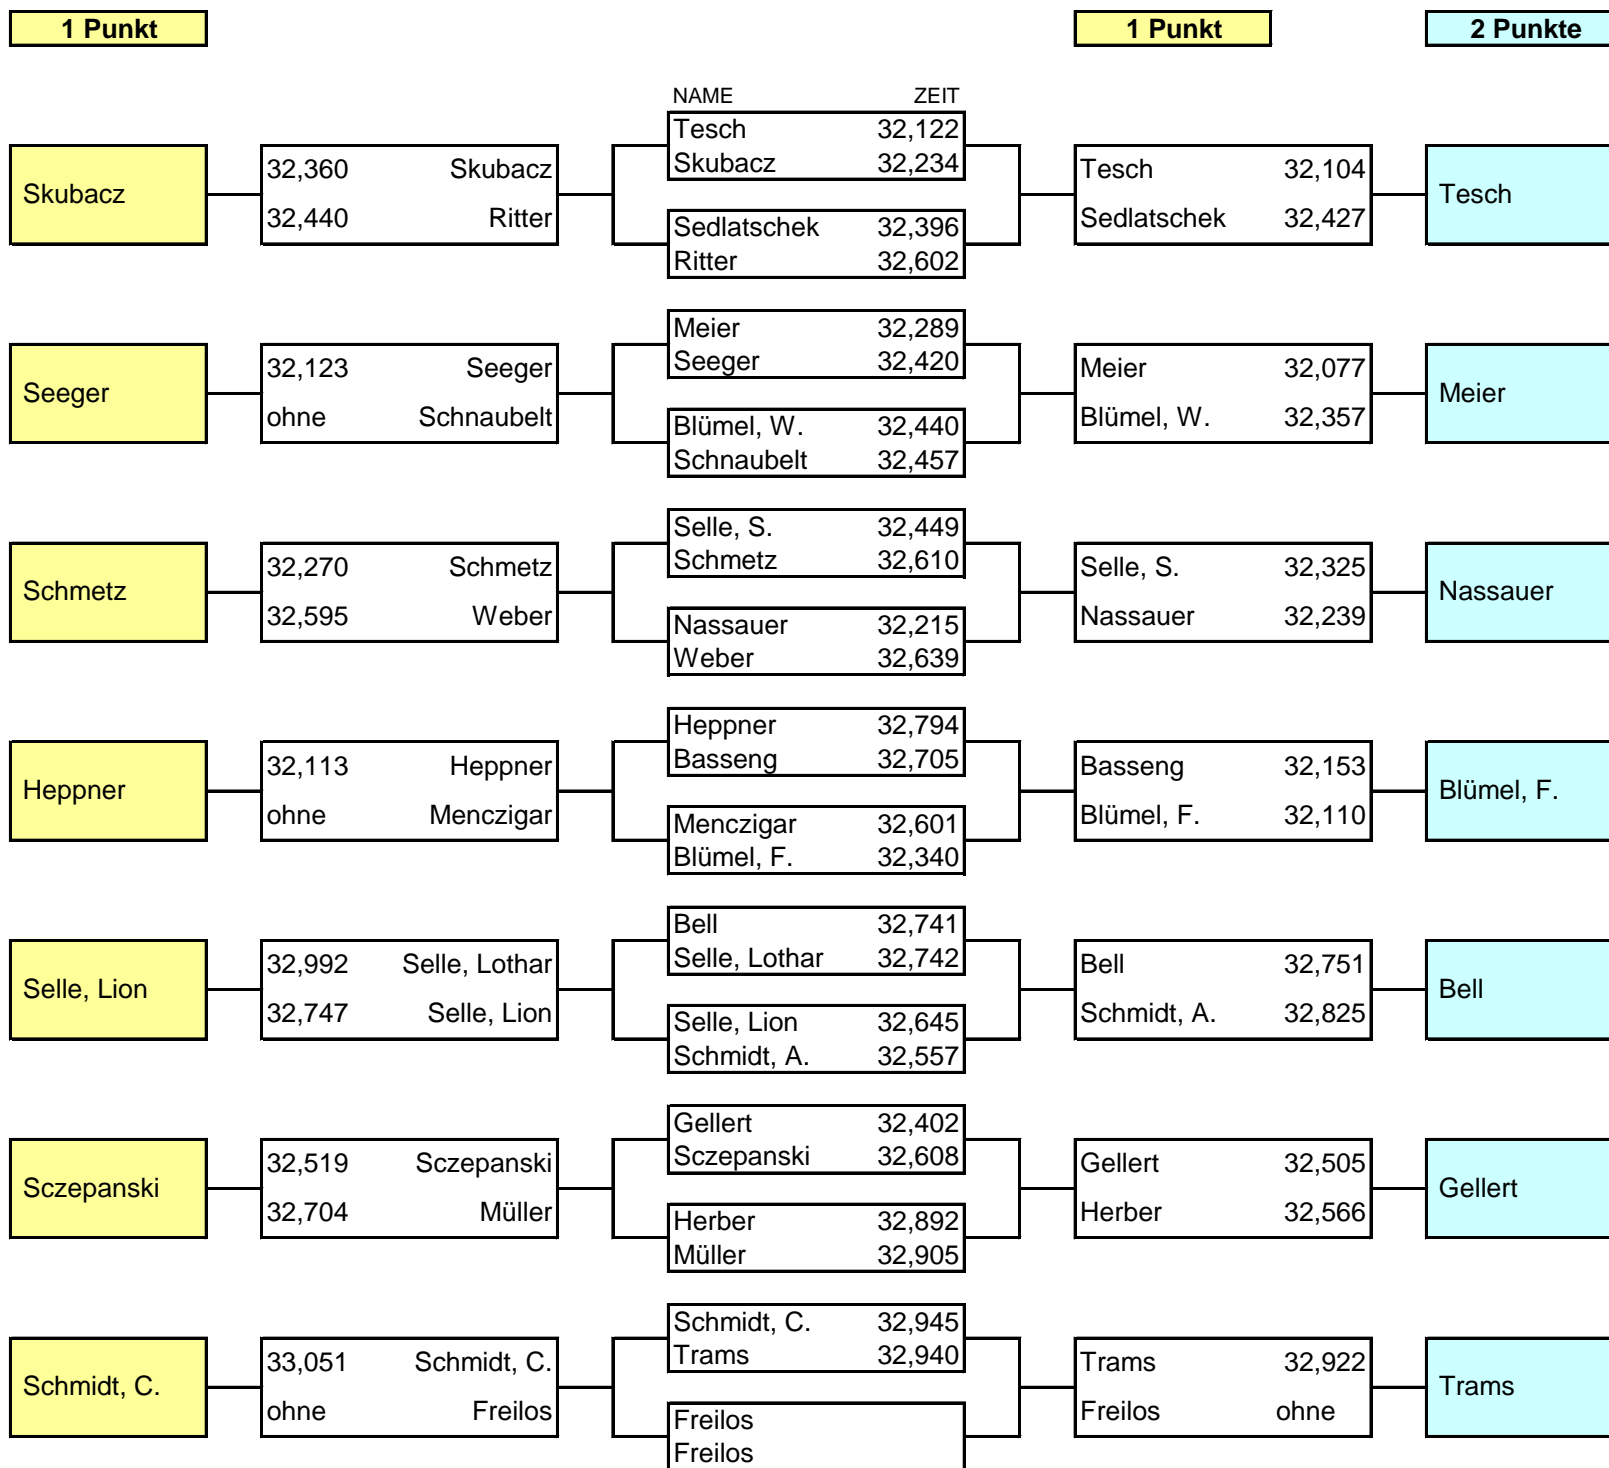 1 Punkt 1 Punkt 2 Punkte
NAME ZEIT
Tesch 32,122
Skubacz 32,234
Skubacz
32,360 Skubacz
32,440 Ritter
Tesch 32,104
Sedlatschek 32,427
Tesch
Sedlatschek 32,396
Ritter 32,602
Meier 32,289
Seeger 32,420
Seeger
32,123 Seeger
ohne Schnaubelt
Meier 32,077
Blümel, W. 32,357
Meier
Blümel, W. 32,440
Schnaubelt 32,457
Selle, S. 32,449
Schmetz 32,610
Schmetz
32,270 Schmetz
32,595 Weber
Selle, S. 32,325
Nassauer 32,239
Nassauer
Nassauer 32,215
Weber 32,639
Heppner 32,794
Basseng 32,705
Heppner
32,113 Heppner
ohne Menczigar
Basseng 32,153
Blümel, F. 32,110
Blümel, F.
Menczigar 32,601
Blümel, F. 32,340
Bell 32,741
Selle, Lothar 32,742
Selle, Lion
32,992 Selle, Lothar
32,747 Selle, Lion
Bell 32,751
Schmidt, A. 32,825
Bell
Selle, Lion 32,645
Schmidt, A. 32,557
Gellert 32,402
Sczepanski 32,608
Sczepanski
32,519 Sczepanski
32,704 Müller
Gellert 32,505
Herber 32,566
Gellert
Herber 32,892
Müller 32,905
Schmidt, C. 32,945
Trams 32,940
Schmidt, C.
33,051 Schmidt, C.
ohne Freilos
Trams 32,922
Freilos ohne
Trams
Freilos
Freilos